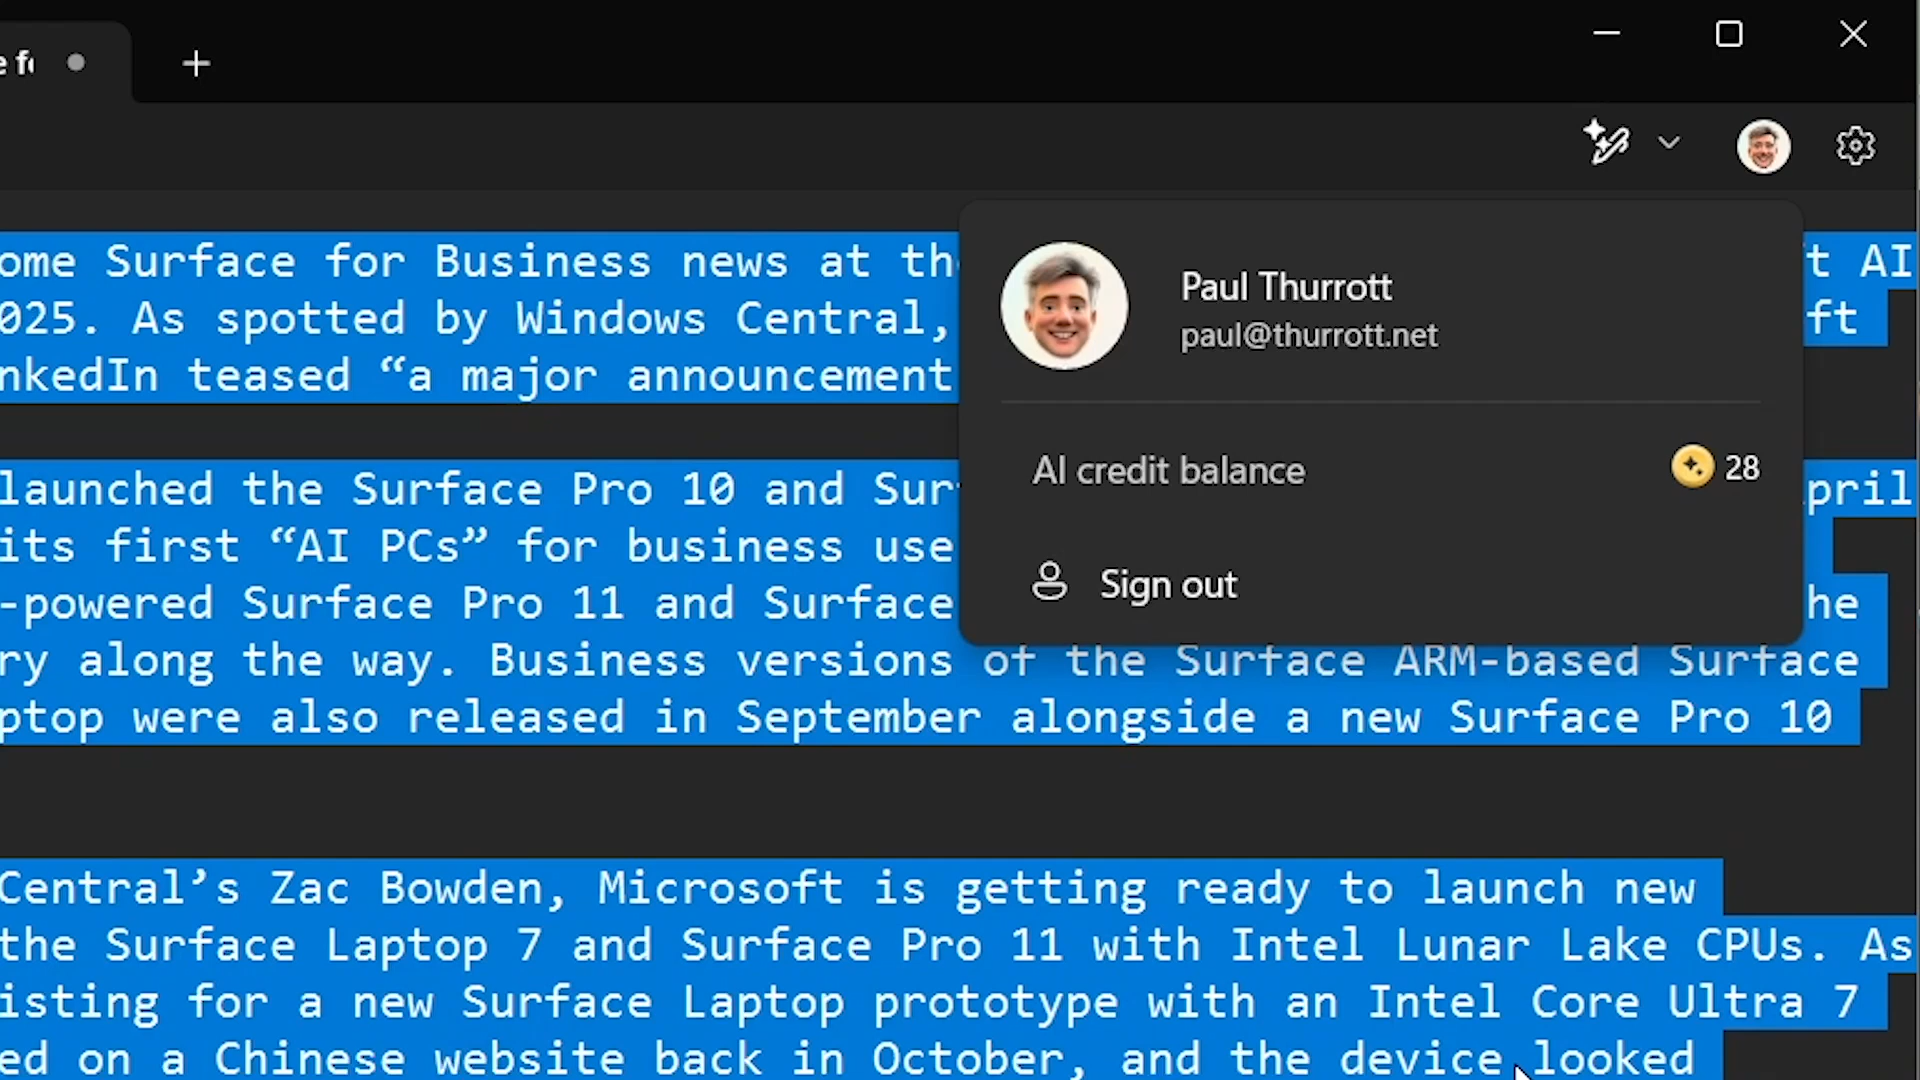 e f
ome Surface for Business news at th t AI
025. As spotted by Windows Central, ft
nkedIn teased “a major announcement
launched the Surface Pro 10 and Sur pril
its first “AI PCs” for business use
-powered Surface Pro 11 and Surface he
ry along the way. Business versions of the Surface ARM-based Surface
ptop were also released in September alongside a new Surface Pro 10
Central’s Zac Bowden, Microsoft is getting ready to launch new
the Surface Laptop 7 and Surface Pro 11 with Intel Lunar Lake CPUs. As
isting for a new Surface Laptop prototype with an Intel Core Ultra 7
ed on a Chinese website back in October, and the device looked
Paul Thurrott
paul@thurrott.net
AI credit balance 28
Sign out